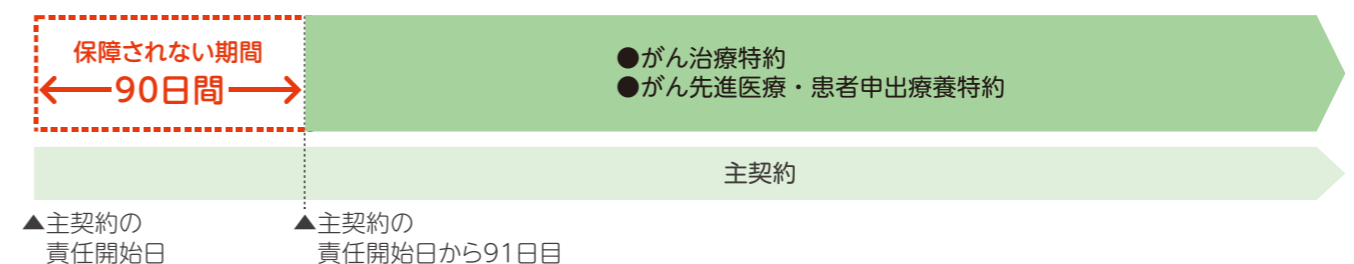 保障されない期間
90日間
●がん治療特約
●がん先進医療・患者申出療養特約
主契約
▲主契約の
責任開始日
▲主契約の
責任開始日から91日目